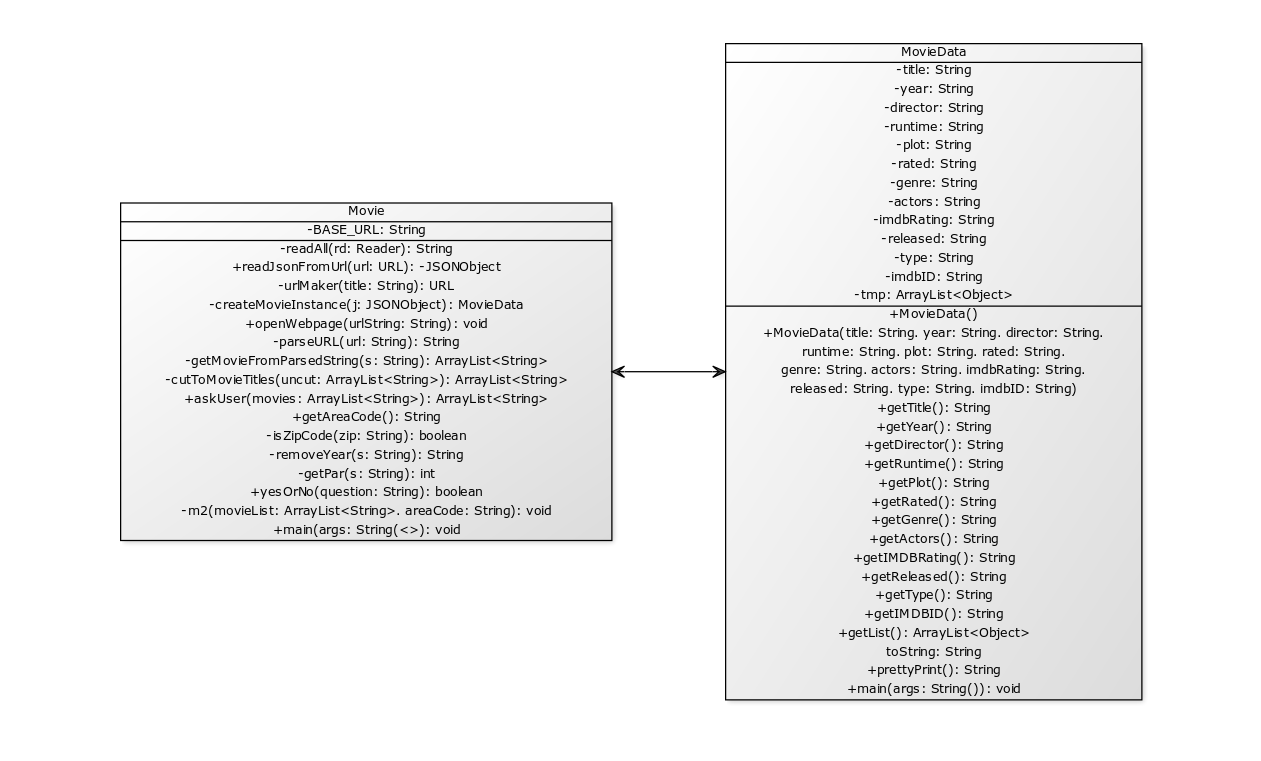 Movie
-BASE_URL: String
-readAll(rd: Reader): String
+readJsonFromUrl(url: URL): -JSONObject
-urlMaker(title: String): URL
-createMovieInstance(j: JSONObject): MovieData
+openWebpage(urlString: String): void
-parseURL(url: String): String
-getMovieFromParsedString(s: String): ArrayList<String>
-cutToMovieTitles(uncut: ArrayList<String>): ArrayList<String>
+askUser(movies: ArrayList<String>): ArrayList<String>
+getAreaCode(): String
-isZipCode(zip: String): boolean
-removeYear(s: String): String
-getPar(s: String): int
+yesOrNo(question: String): boolean
-m2(movieList: ArrayList<String>. areaCode: String): void
+main(args: String(<>): void
MovieData
-title: String
-year: String
-director: String
-runtime: String
-plot: String
-rated: String
-genre: String
-actors: String
-imdbRating: String
-released: String
-type: String
-imdbID: String
-tmp: ArrayList<Object>
+MovieData()
+MovieData(title: String. year: String. director: String.
runtime: String. plot: String. rated: String.
genre: String. actors: String. imdbRating: String.
released: String. type: String. imdbID: String)
+getTitle(): String
+getYear(): String
+getDirector(): String
+getRuntime(): String
+getPlot(): String
+getRated(): String
+getGenre(): String
+getActors(): String
+getIMDBRating(): String
+getReleased(): String
+getType(): String
+getIMDBID(): String
+getList(): ArrayList<Object>
toString: String
+prettyPrint(): String
+main(args: String()): void